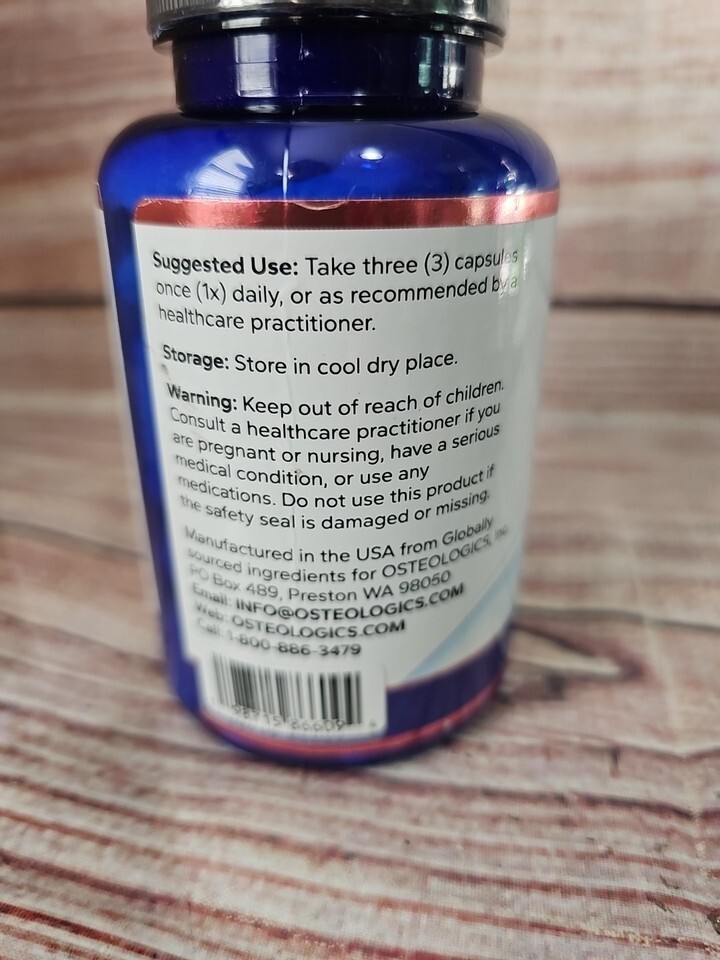 Suggested Use: Take three (3) capsules
once (1x) daily, or as recommended by a
healthcare practitioner.
Storage: Store in cool dry place.
Warning: Keep out of reach of children.
Consult a healthcare practitioner if you
are pregnant or nursing, have a serious
medical condition, or use any
medications. Do not use this product if
the safety seal is damaged or missing.
Manufactured in the USA from Globally
sourced ingredients for OSTEOLOGICS, Inc.
PO Box 489, Preston WA 98050
Email: INFO@OSTEOLOGICS.COM
Web: OSTEOLOGICS.COM
Call: 1-800-886-3479